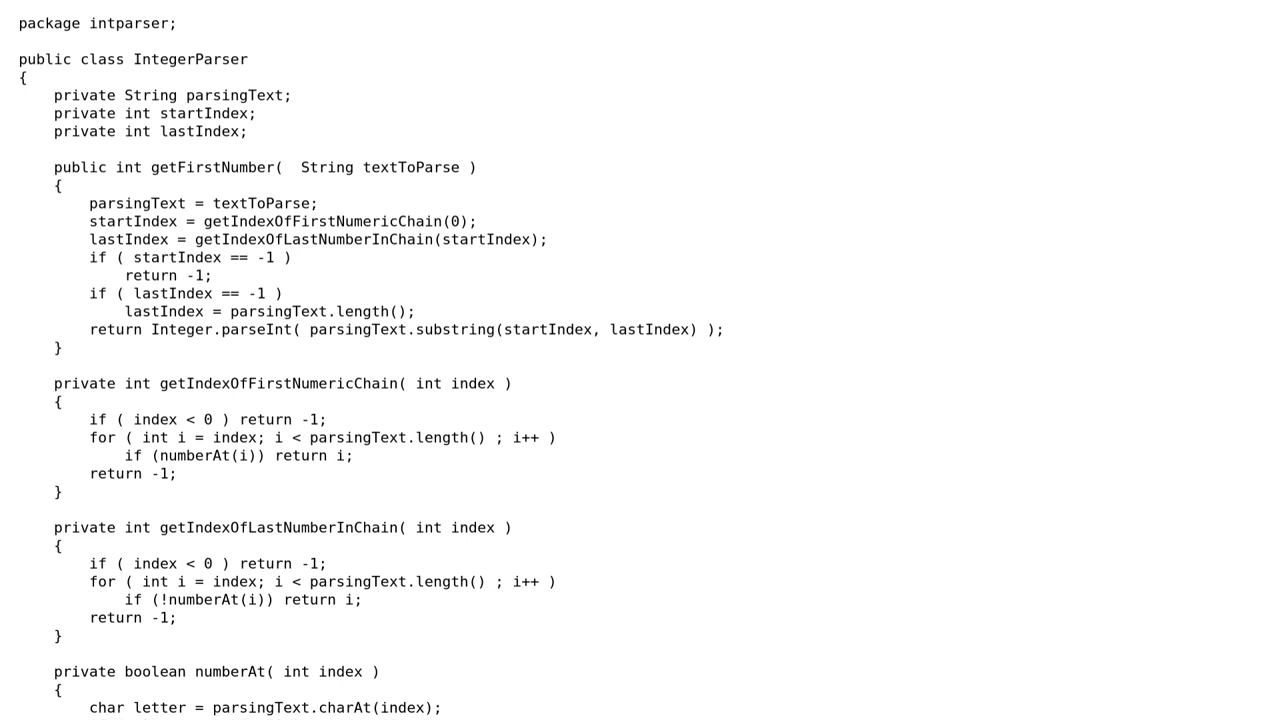 package intparser;

public class IntegerParser
{
    private String parsingText;
    private int startIndex;
    private int lastIndex;

    public int getFirstNumber(  String textToParse )
    {
        parsingText = textToParse;
        startIndex = getIndexOfFirstNumericChain(0);
        lastIndex = getIndexOfLastNumberInChain(startIndex);
        if ( startIndex == -1 )
            return -1;
        if ( lastIndex == -1 )
            lastIndex = parsingText.length();
        return Integer.parseInt( parsingText.substring(startIndex, lastIndex) );
    }

    private int getIndexOfFirstNumericChain( int index )
    {
        if ( index < 0 ) return -1;
        for ( int i = index; i < parsingText.length() ; i++ )
            if (numberAt(i)) return i;
        return -1;
    }

    private int getIndexOfLastNumberInChain( int index )
    {
        if ( index < 0 ) return -1;
        for ( int i = index; i < parsingText.length() ; i++ )
            if (!numberAt(i)) return i;
        return -1;
    }

    private boolean numberAt( int index )
    {
        char letter = parsingText.charAt(index);